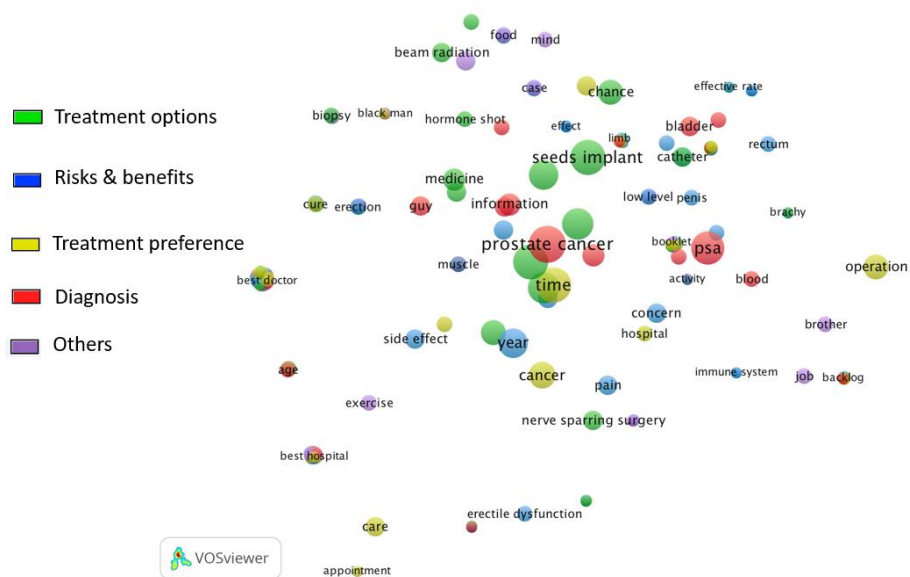 food
mind
beam radiation
case
effective rate
chance
Treatment options
biopsy
black man
hormone shot
effect
limb
bladder
rectum
seeds implant
catheter
Risks & benefits
medicine
cure
erection
guy
information
low level
penis
brachy
Treatment preference
prostate cancer
booklet
psa
muscle
operation
best doctor
time
activity
blood
Diagnosis
concern
brother
hospital
Others
side effect
year
age
cancer
pain
immune system
job
backlog
exercise
nerve sparring surgery
best hospital
erectile dysfunction
care
VOSviewer
appointment